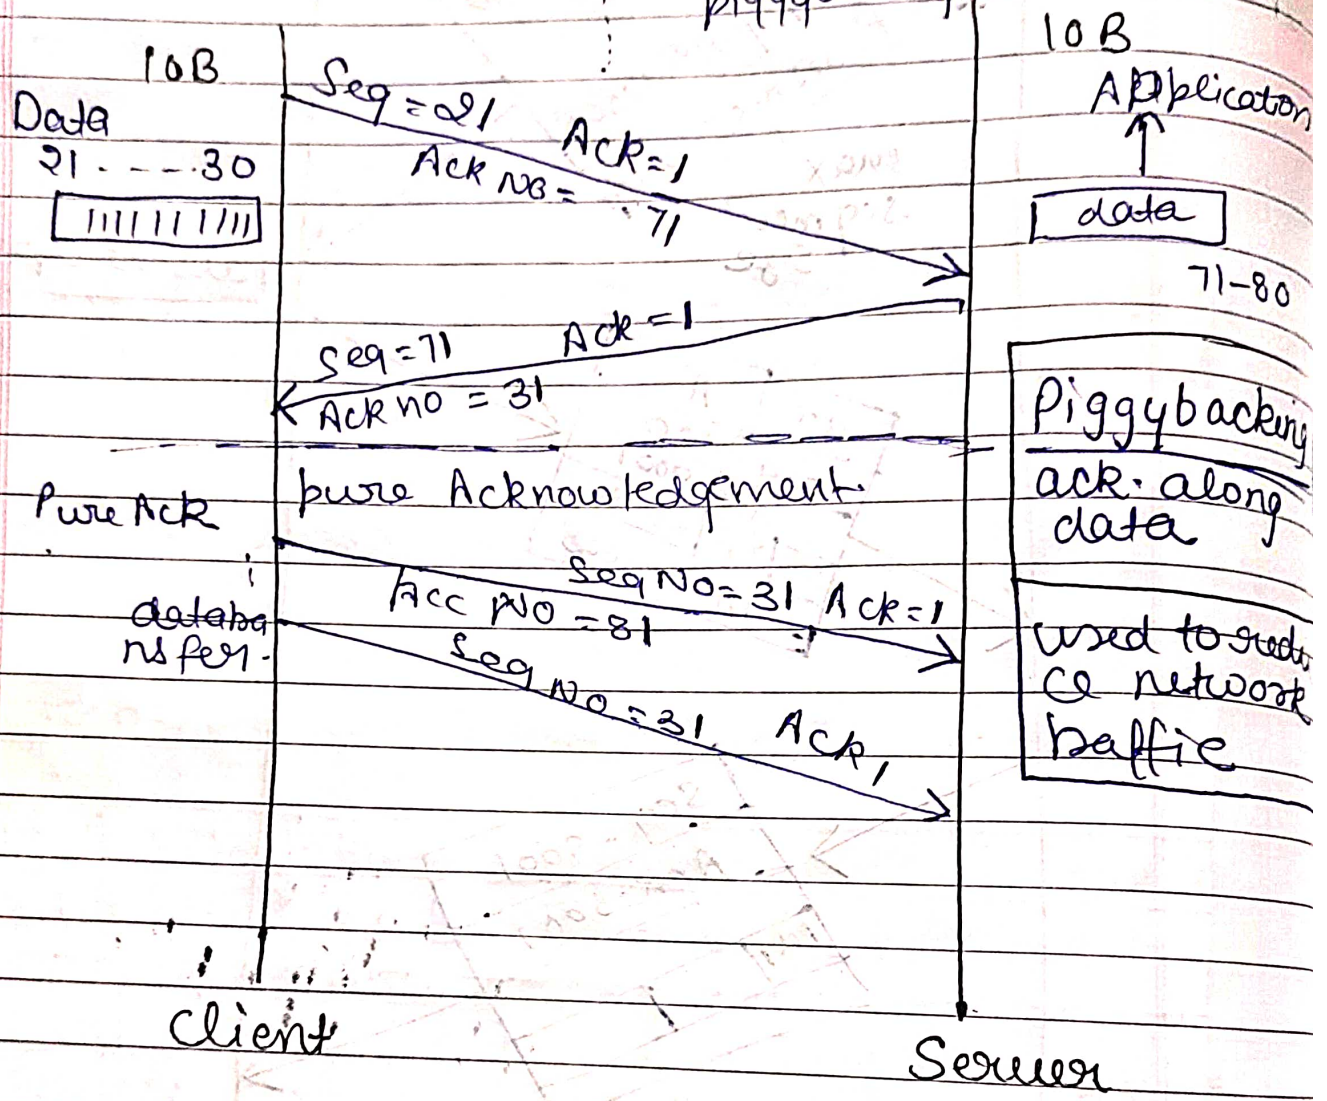 10B
Data
21 - - - - 30
Seq = 21 Ack = 1
Ack No = 71
10B
Application
data
71-80
Seq = 71 Ack = 1
Ack no = 31
Piggybacking
ack. along
data
used to redu
ce network
traffic
pure Acknowledgement
Pure Ack
Seq No = 31 Ack = 1
Acc No = 81
datatra
nsfer.
Seq No = 31 Ack 1
Client
Server